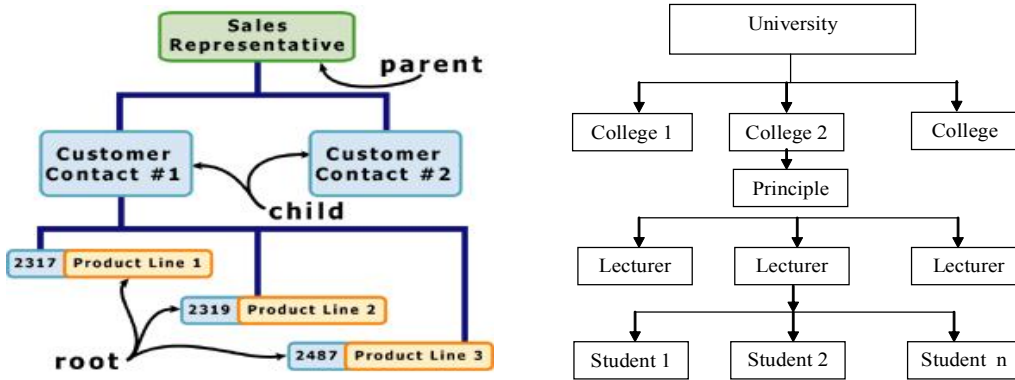 Sales
Representative
parent
Customer
Contact #1
Customer
Contact #2
child
2317 Product Line 1
2319 Product Line 2
root
2487 Product Line 3
University
College 1
College 2
College
Principle
Lecturer
Lecturer
Lecturer
Student 1
Student 2
Student n